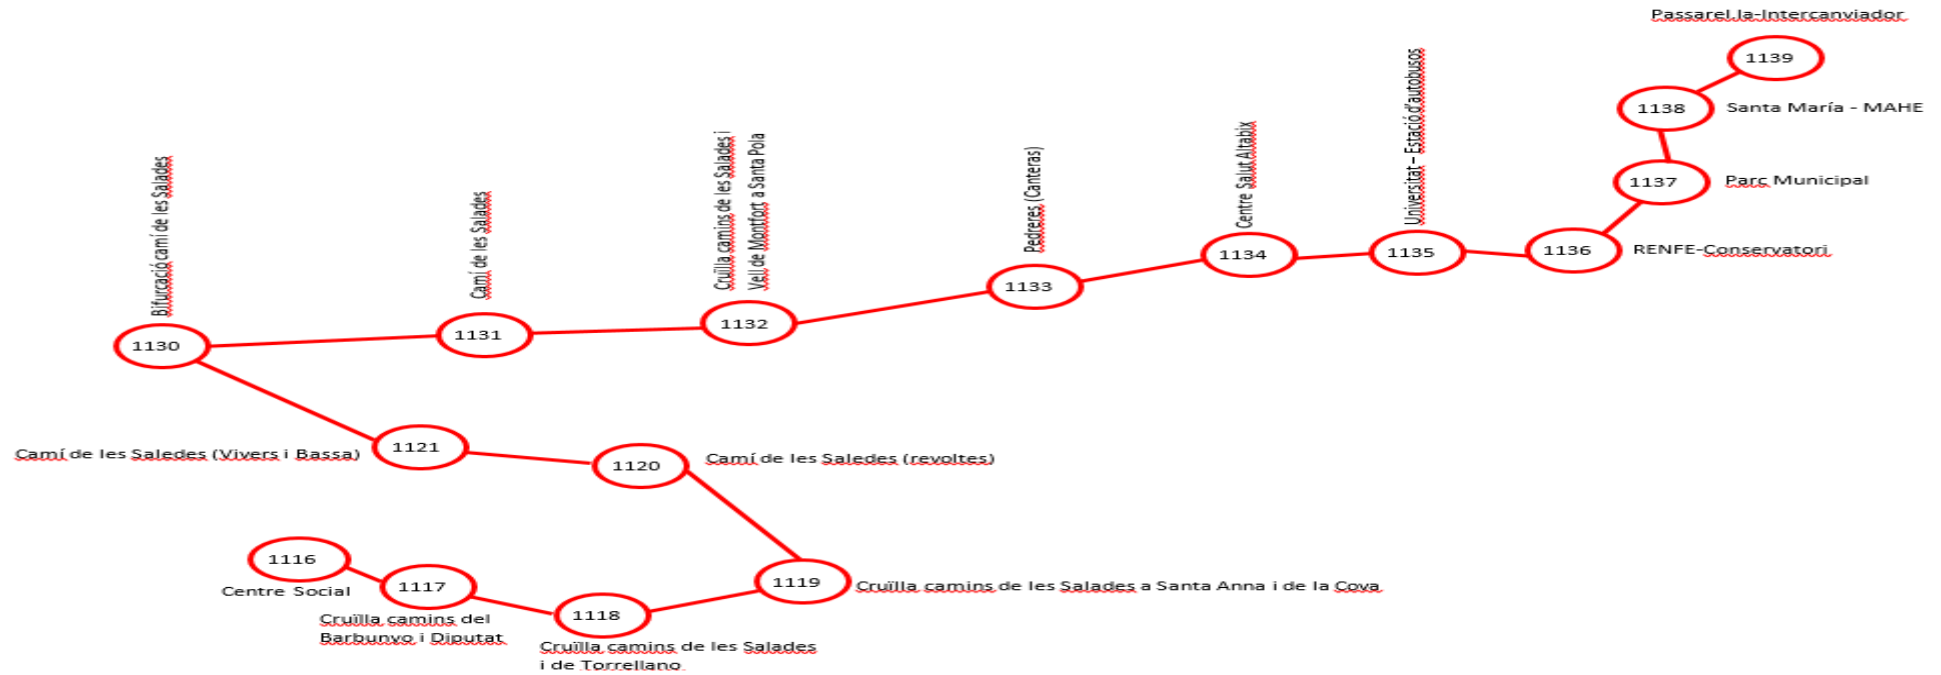 Passarel.la-Intercanviador
1139
1138
Santa María - MAHE
1137
Parc Municipal
1136
RENFE-Conservatori
Universitat – Estació d'autobusos
1135
Centre Salut Altabix
1134
Pedreres (Canteras)
1133
Cruïlla camins de les Salades i
Vell de Montfort a Santa Pola
1132
Camí de les Salades
1131
Bifurcació camí de les Salades
1130
Camí de les Saledes (Vivers i Bassa)
1121
1120
Camí de les Saledes (revoltes)
1119
Cruïlla camins de les Salades a Santa Anna i de la Cova
1118
Cruïlla camins de les Salades
i de Torrellano
1117
Cruïlla camins del
Barbunyo i Diputat
1116
Centre Social